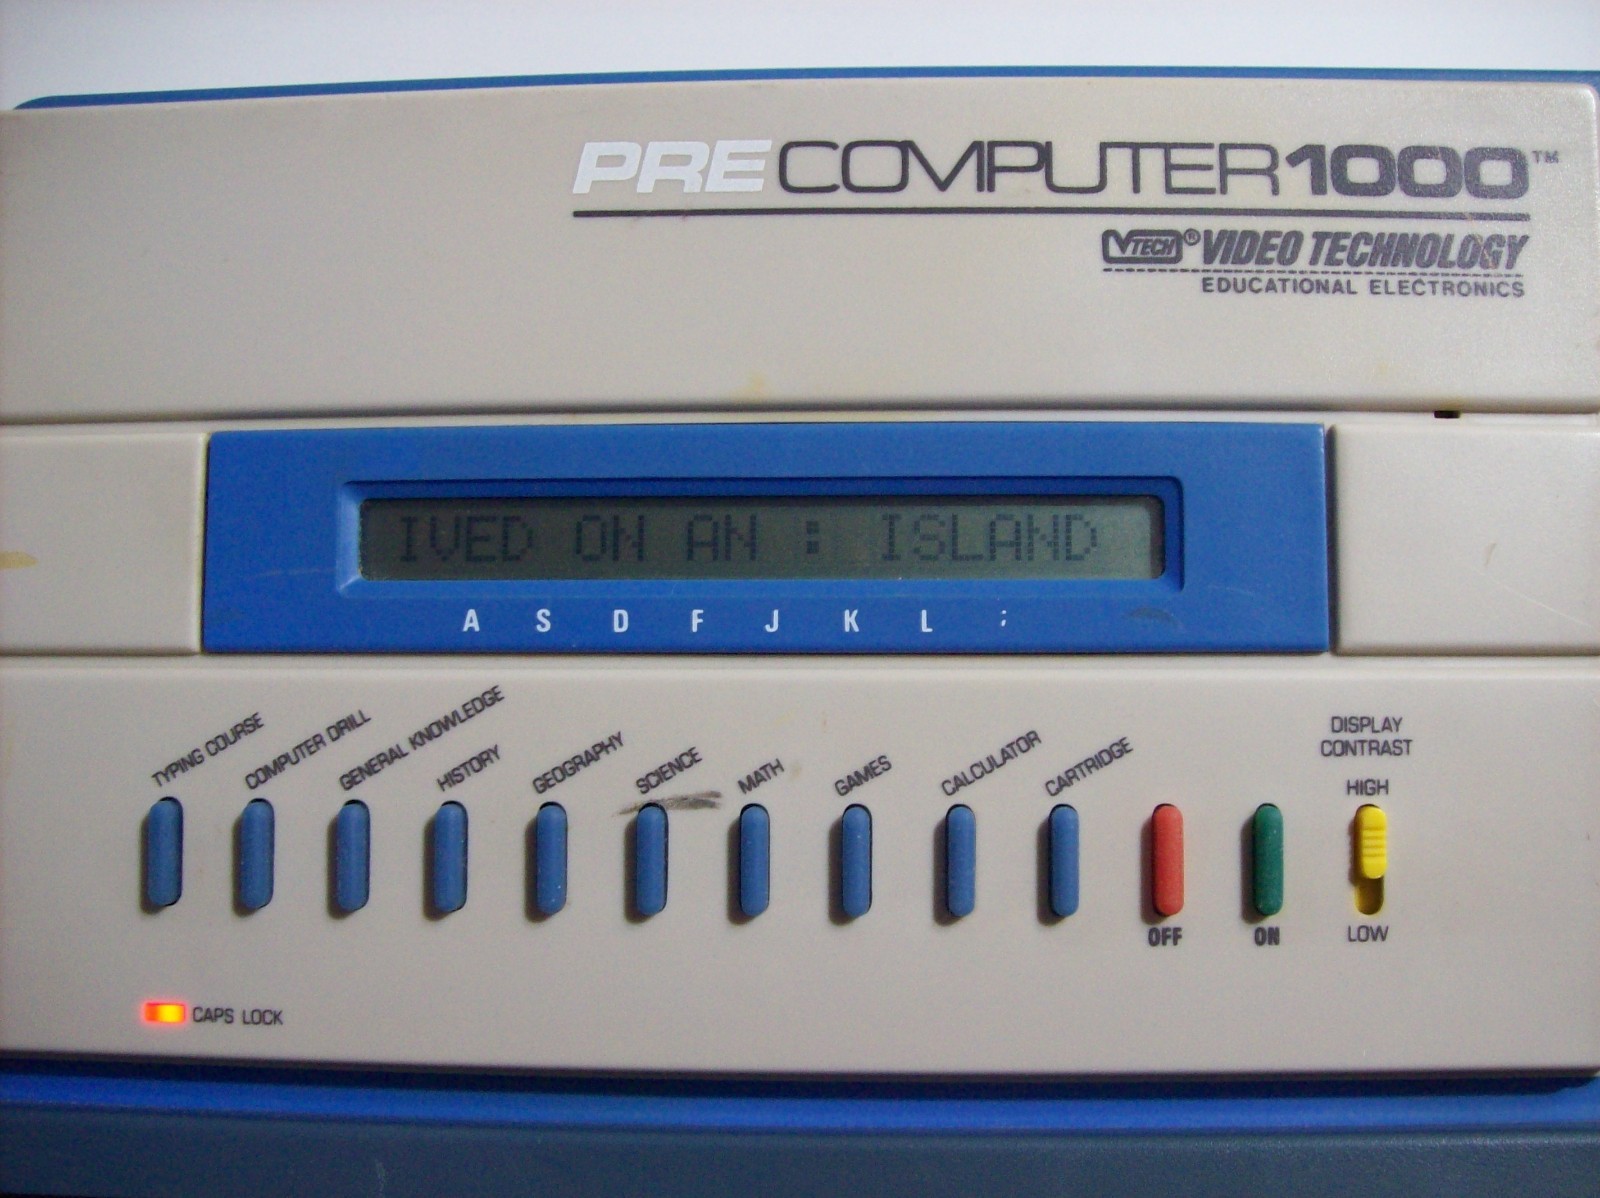 PRECOMPUTER1000™
VTECH® VIDEO TECHNOLOGY
EDUCATIONAL ELECTRONICS
IVED ON AN : ISLAND
A S D F J K L ;
TYPING COURSE
COMPUTER DRILL
GENERAL KNOWLEDGE
HISTORY
GEOGRAPHY
SCIENCE
MATH
GAMES
CALCULATOR
CARTRIDGE
DISPLAY
CONTRAST
HIGH
OFF
ON
LOW
CAPS LOCK